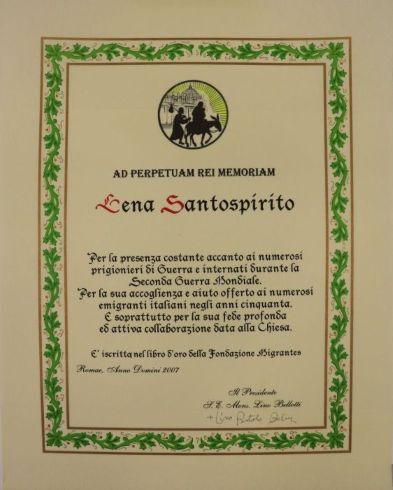 AD PERPETUAM REI MEMORIAM
Lena Santospirito
Per la presenza costante accanto ai numerosi
prigionieri di Guerra e internati durante la
Seconda Guerra Mondiale.
Per la sua accoglienza e aiuto offerto ai numerosi
emigranti italiani negli anni cinquanta.
E soprattutto per la sua fede profonda
ed attiva collaborazione data alla Chiesa.
E' iscritta nel libro d'oro della Fondazione Migrantes
Romae, Anno Domini 2007
Il Presidente
S.E. Mons. Lino Bellotti